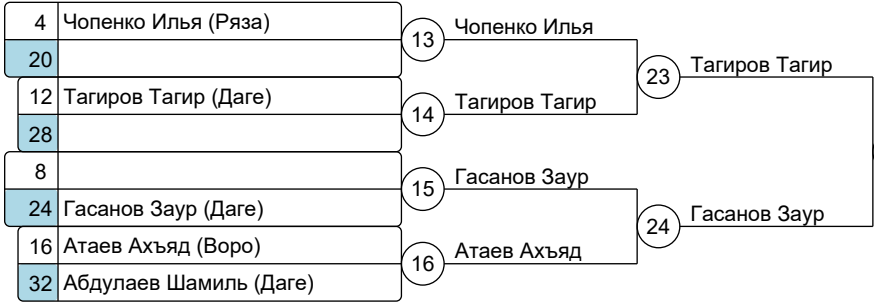 4 Чопенко Илья (Ряза)
20
12 Тагиров Тагир (Даге)
28
8
24 Гасанов Заур (Даге)
16 Атаев Ахъяд (Воро)
32 Абдулаев Шамиль (Даге)
13 Чопенко Илья
14 Тагиров Тагир
15 Гасанов Заур
16 Атаев Ахъяд
23 Тагиров Тагир
24 Гасанов Заур